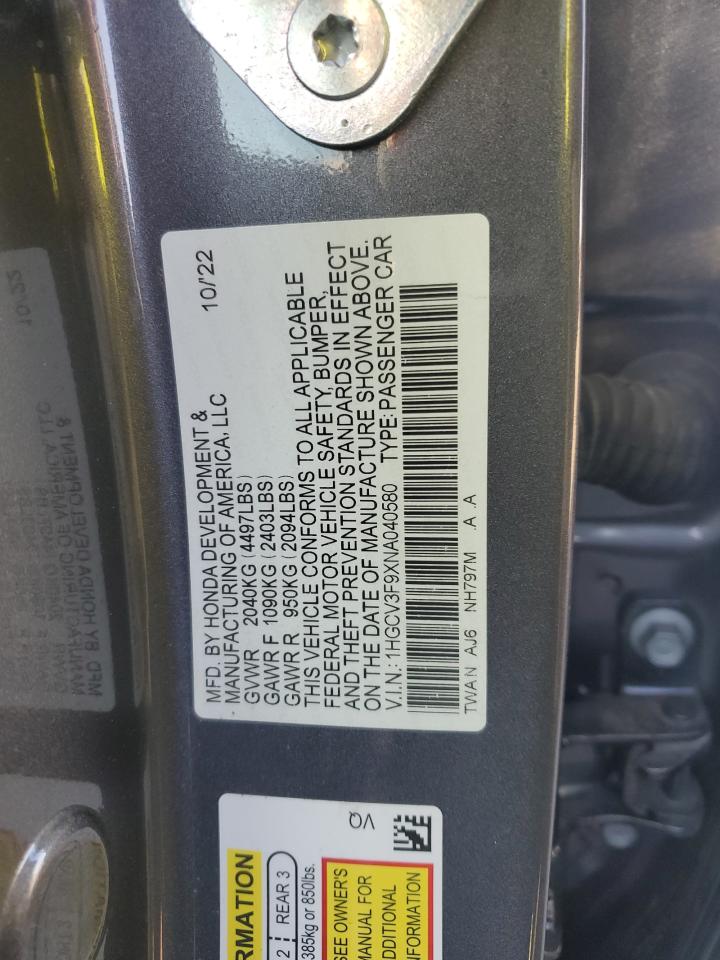 MFD. BY HONDA DEVELOPMENT & 10/'22
MANUFACTURING OF AMERICA, LLC
GVWR 2040KG (4497LBS)
GAWR F 1090KG (2403LBS)
GAWR R 950KG (2094LBS)
THIS VEHICLE CONFORMS TO ALL APPLICABLE
FEDERAL MOTOR VEHICLE SAFETY, BUMPER,
AND THEFT PREVENTION STANDARDS IN EFFECT
ON THE DATE OF MANUFACTURE SHOWN ABOVE.
V.I.N.: 1HGCV3F9XNA040580 TYPE: PASSENGER CAR
TWA N AJ6 NH797M A A
VQ
RMATION
2 REAR 3
385kg or 850lbs.
SEE OWNER'S
MANUAL FOR
ADDITIONAL
INFORMATION